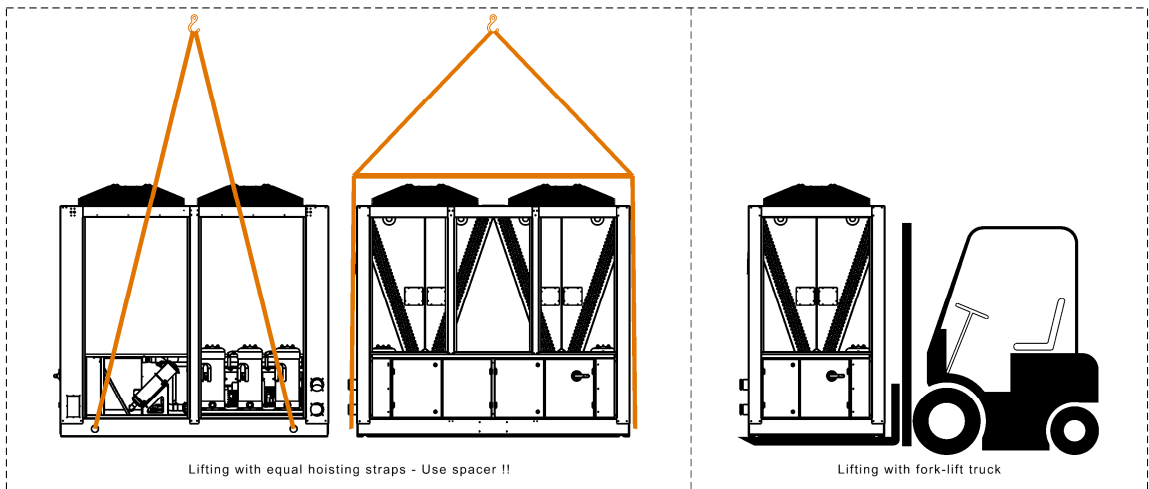 Lifting with equal hoisting straps - Use spacer !!
Lifting with fork-lift truck